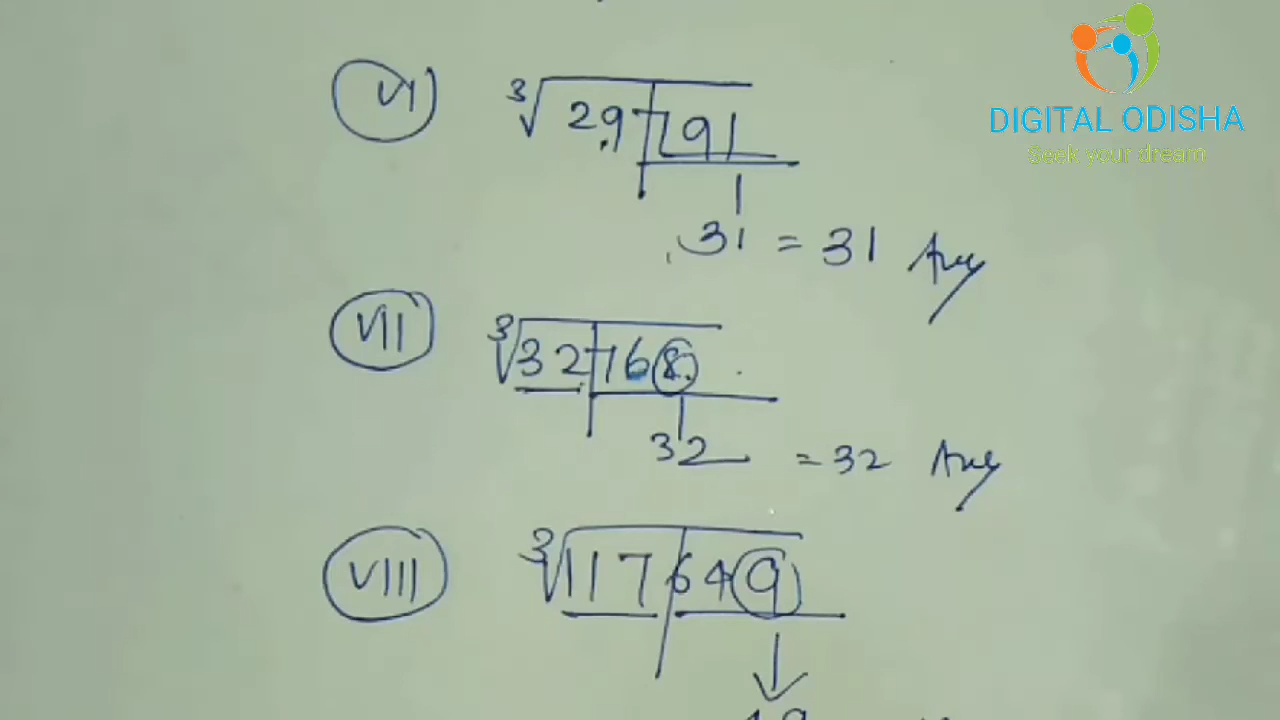 DIGITAL ODISHA
Seek your dream
VI ∛29791
31 = 31 Ans
VII ∛32768
32 = 32 Ans
VIII ∛117649